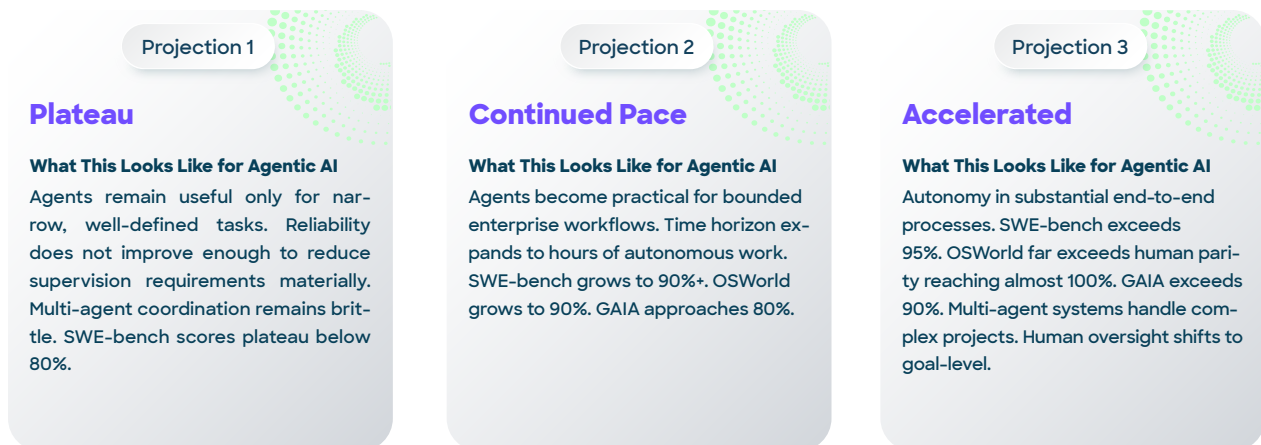 Projection 1
Plateau
What This Looks Like for Agentic AI
Agents remain useful only for nar-
row, well-defined tasks. Reliability
does not improve enough to reduce
supervision requirements materially.
Multi-agent coordination remains brit-
tle. SWE-bench scores plateau below
80%.
Projection 2
Continued Pace
What This Looks Like for Agentic AI
Agents become practical for bounded
enterprise workflows. Time horizon ex-
pands to hours of autonomous work.
SWE-bench grows to 90%+. OSWorld
grows to 90%. GAIA approaches 80%.
Projection 3
Accelerated
What This Looks Like for Agentic AI
Autonomy in substantial end-to-end
processes. SWE-bench exceeds
95%. OSWorld far exceeds human pari-
ty reaching almost 100%. GAIA exceeds
90%. Multi-agent systems handle com-
plex projects. Human oversight shifts to
goal-level.